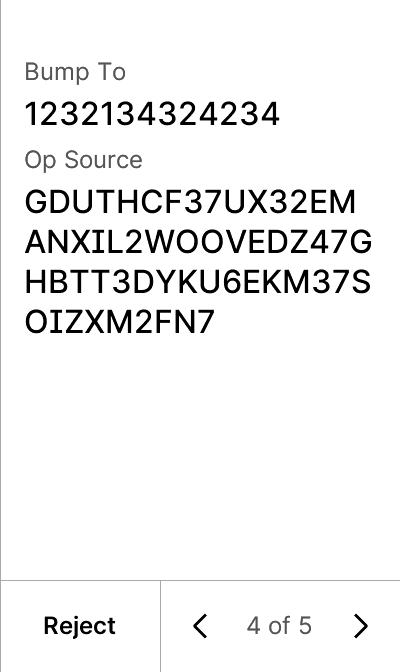 Bump To
1232134324234
Op Source
GDUTHCF37UX32EM
ANXIL2WOOVEDZ47G
HBTT3DYKU6EKM37S
OIZXM2FN7
Reject
4 of 5